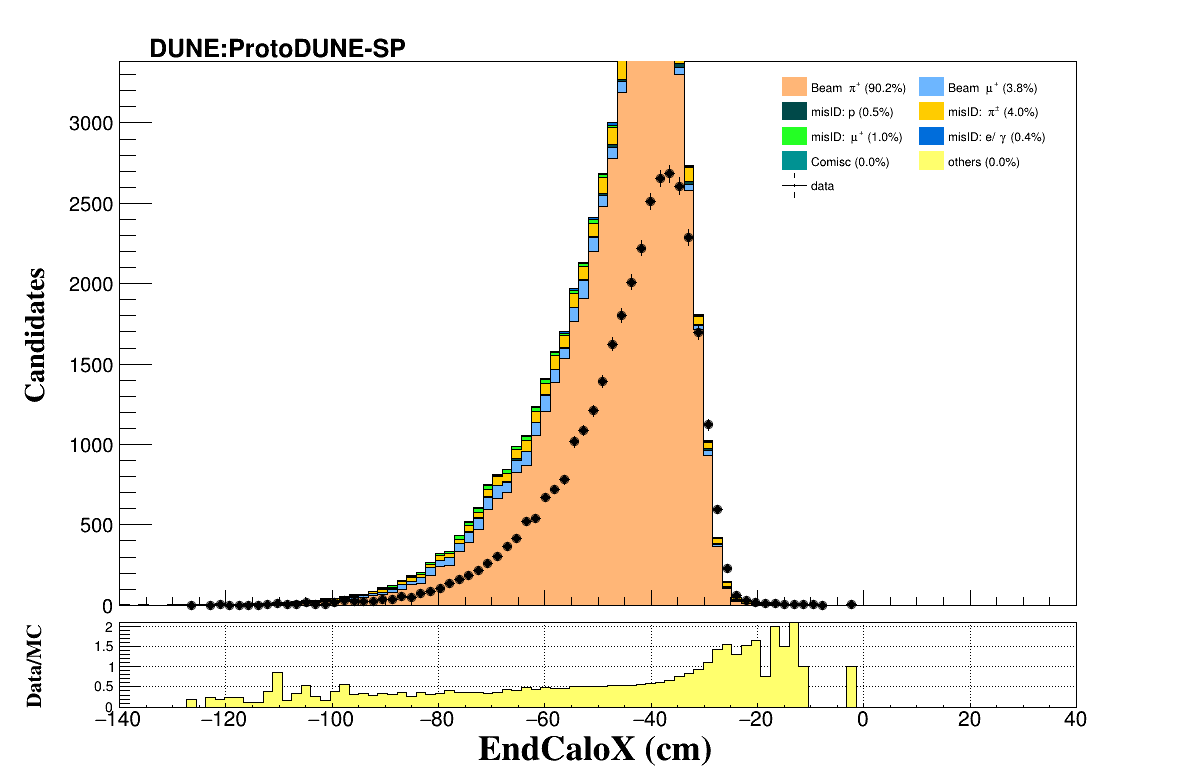 DUNE:ProtoDUNE-SP
Beam π⁺ (90.2%)
Beam μ⁺ (3.8%)
misID: p (0.5%)
misID: π⁺ (4.0%)
misID: μ⁺ (1.0%)
misID: e/ γ (0.4%)
Comisc (0.0%)
others (0.0%)
data
Candidates
3000
2500
2000
1500
1000
500
0
Data/MC
2
1.5
1
0.5
0
−140 −120 −100 −80 −60 −40 −20 0 20 40
EndCaloX (cm)